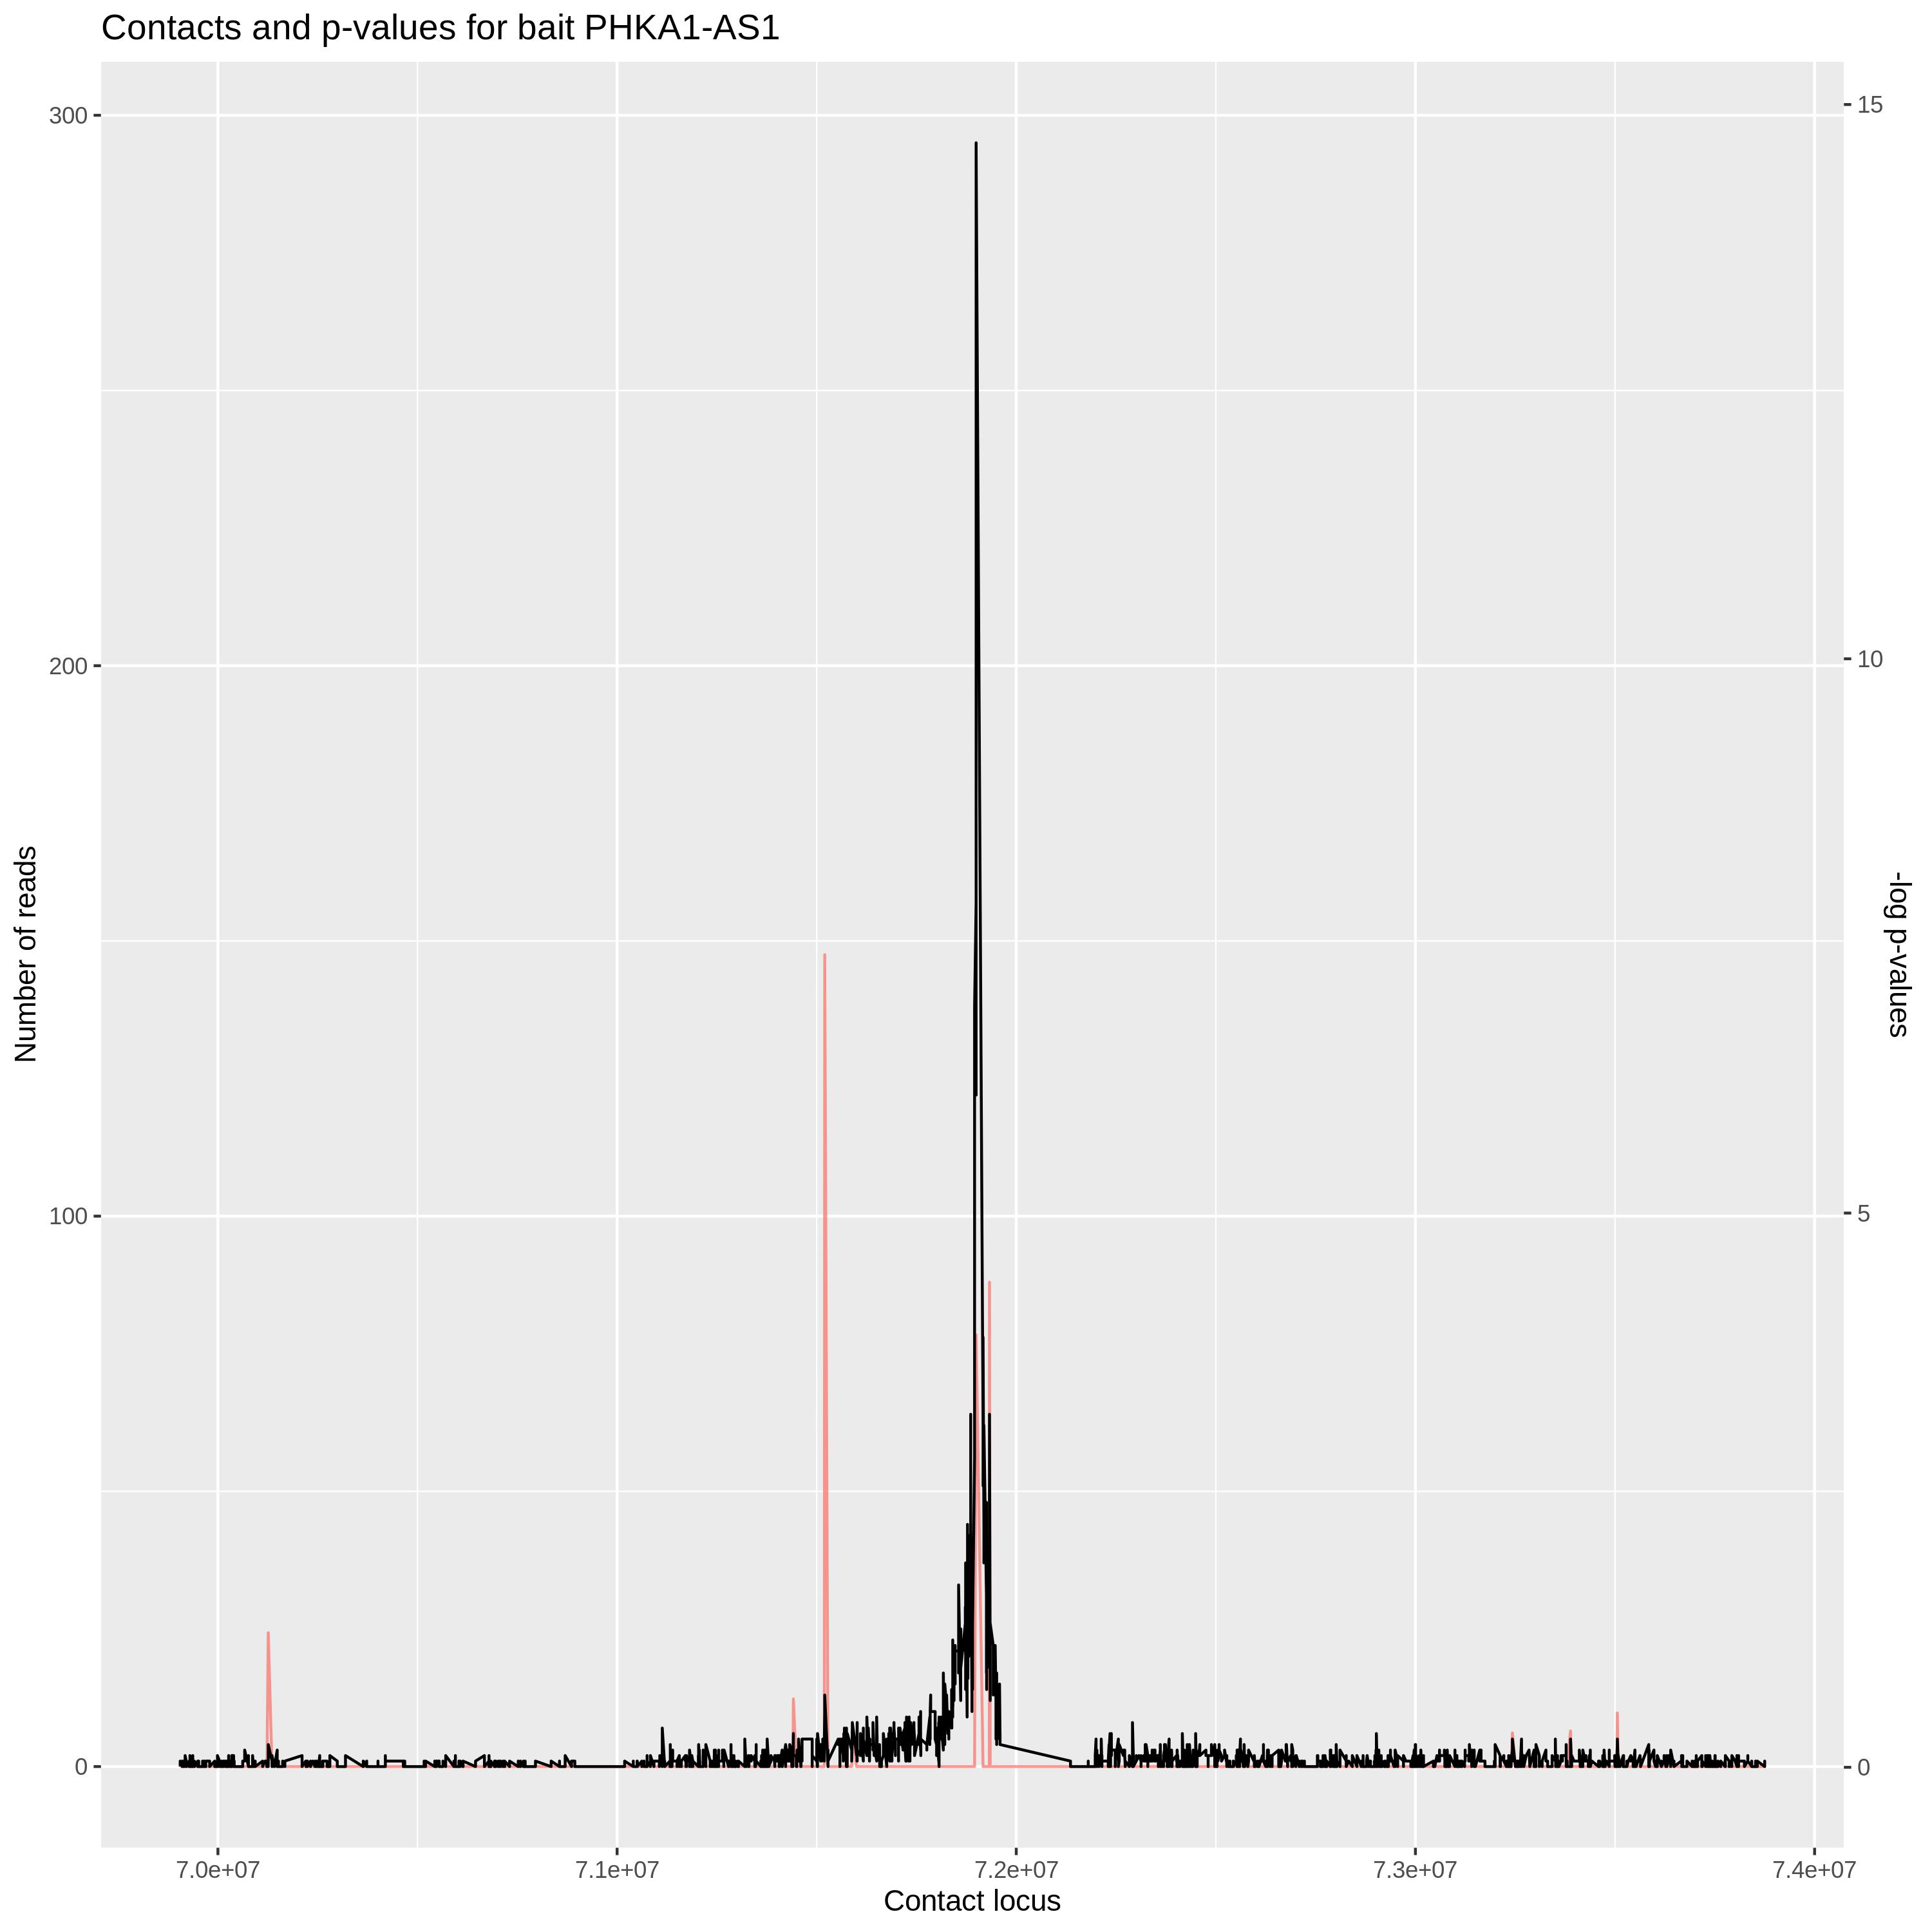 Contacts and p-values for bait PHKA1-AS1
300
200
100
0
Number of reads
15
10
5
0
-log p-values
7.0e+07
7.1e+07
7.2e+07
7.3e+07
7.4e+07
Contact locus